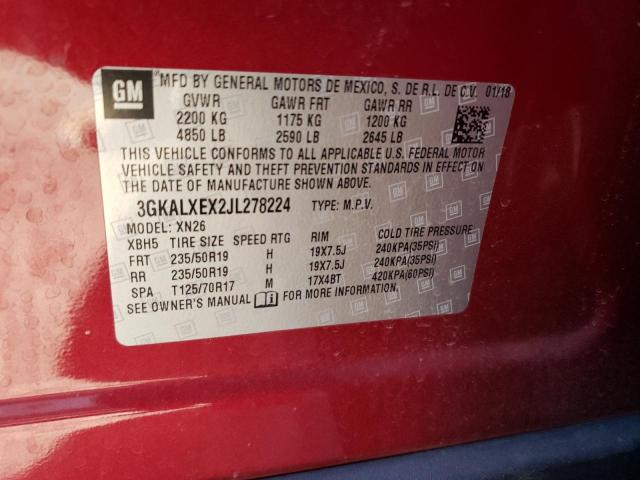 GM
MFD BY GENERAL MOTORS DE MEXICO, S. DE R.L. DE C.V. 01/18
GVWR GAWR FRT GAWR RR
2200 KG 1175 KG 1200 KG
4850 LB 2590 LB 2645 LB
THIS VEHICLE CONFORMS TO ALL APPLICABLE U.S. FEDERAL MOTOR
VEHICLE SAFETY AND THEFT PREVENTION STANDARDS IN EFFECT ON
THE DATE OF MANUFACTURE SHOWN ABOVE.
3GKALXEX2JL278224 TYPE: M.P.V.
MODEL: XN26
XBH5 TIRE SIZE SPEED RTG RIM COLD TIRE PRESSURE
FRT 235/50R19 H 19X7.5J 240KPA(35PSI)
RR 235/50R19 H 19X7.5J 240KPA(35PSI)
SPA T125/70R17 M 17X4BT 420KPA(60PSI)
SEE OWNER'S MANUAL FOR MORE INFORMATION.